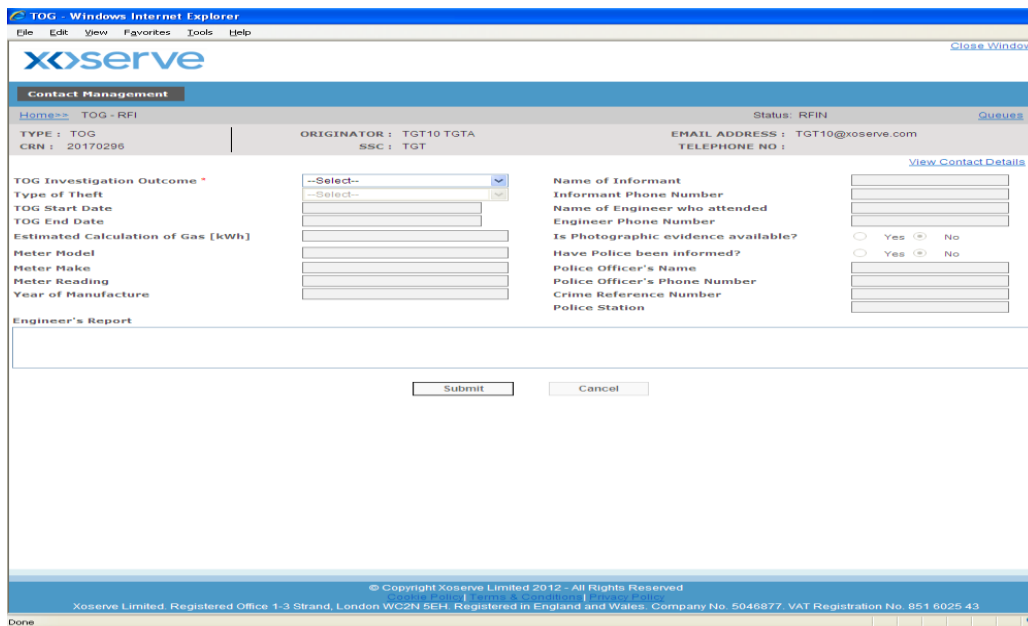 TOG - Windows Internet Explorer
File Edit View Favorites Tools Help
Close Window
xoserve
Contact Management
Home>> TOG - RFI Status: RFIN Queues
TYPE : TOG ORIGINATOR : TGT10 TGTA EMAIL ADDRESS : TGT10@xoserve.com
CRN : 20170296 SSC : TGT TELEPHONE NO :
View Contact Details
TOG Investigation Outcome * --Select-- Name of Informant
Type of Theft --Select-- Informant Phone Number
TOG Start Date Name of Engineer who attended
TOG End Date Engineer Phone Number
Estimated Calculation of Gas [kWh] Is Photographic evidence available? Yes No
Meter Model Have Police been informed? Yes No
Meter Make Police Officer's Name
Meter Reading Police Officer's Phone Number
Year of Manufacture Crime Reference Number
Police Station
Engineer's Report
Submit Cancel
© Copyright Xoserve Limited 2012 - All Rights Reserved
Cookie Policy| Terms & Conditions| Privacy Policy
Xoserve Limited. Registered Office 1-3 Strand, London WC2N 5EH. Registered in England and Wales. Company No. 5046877. VAT Registration No. 851 6025 43
Done